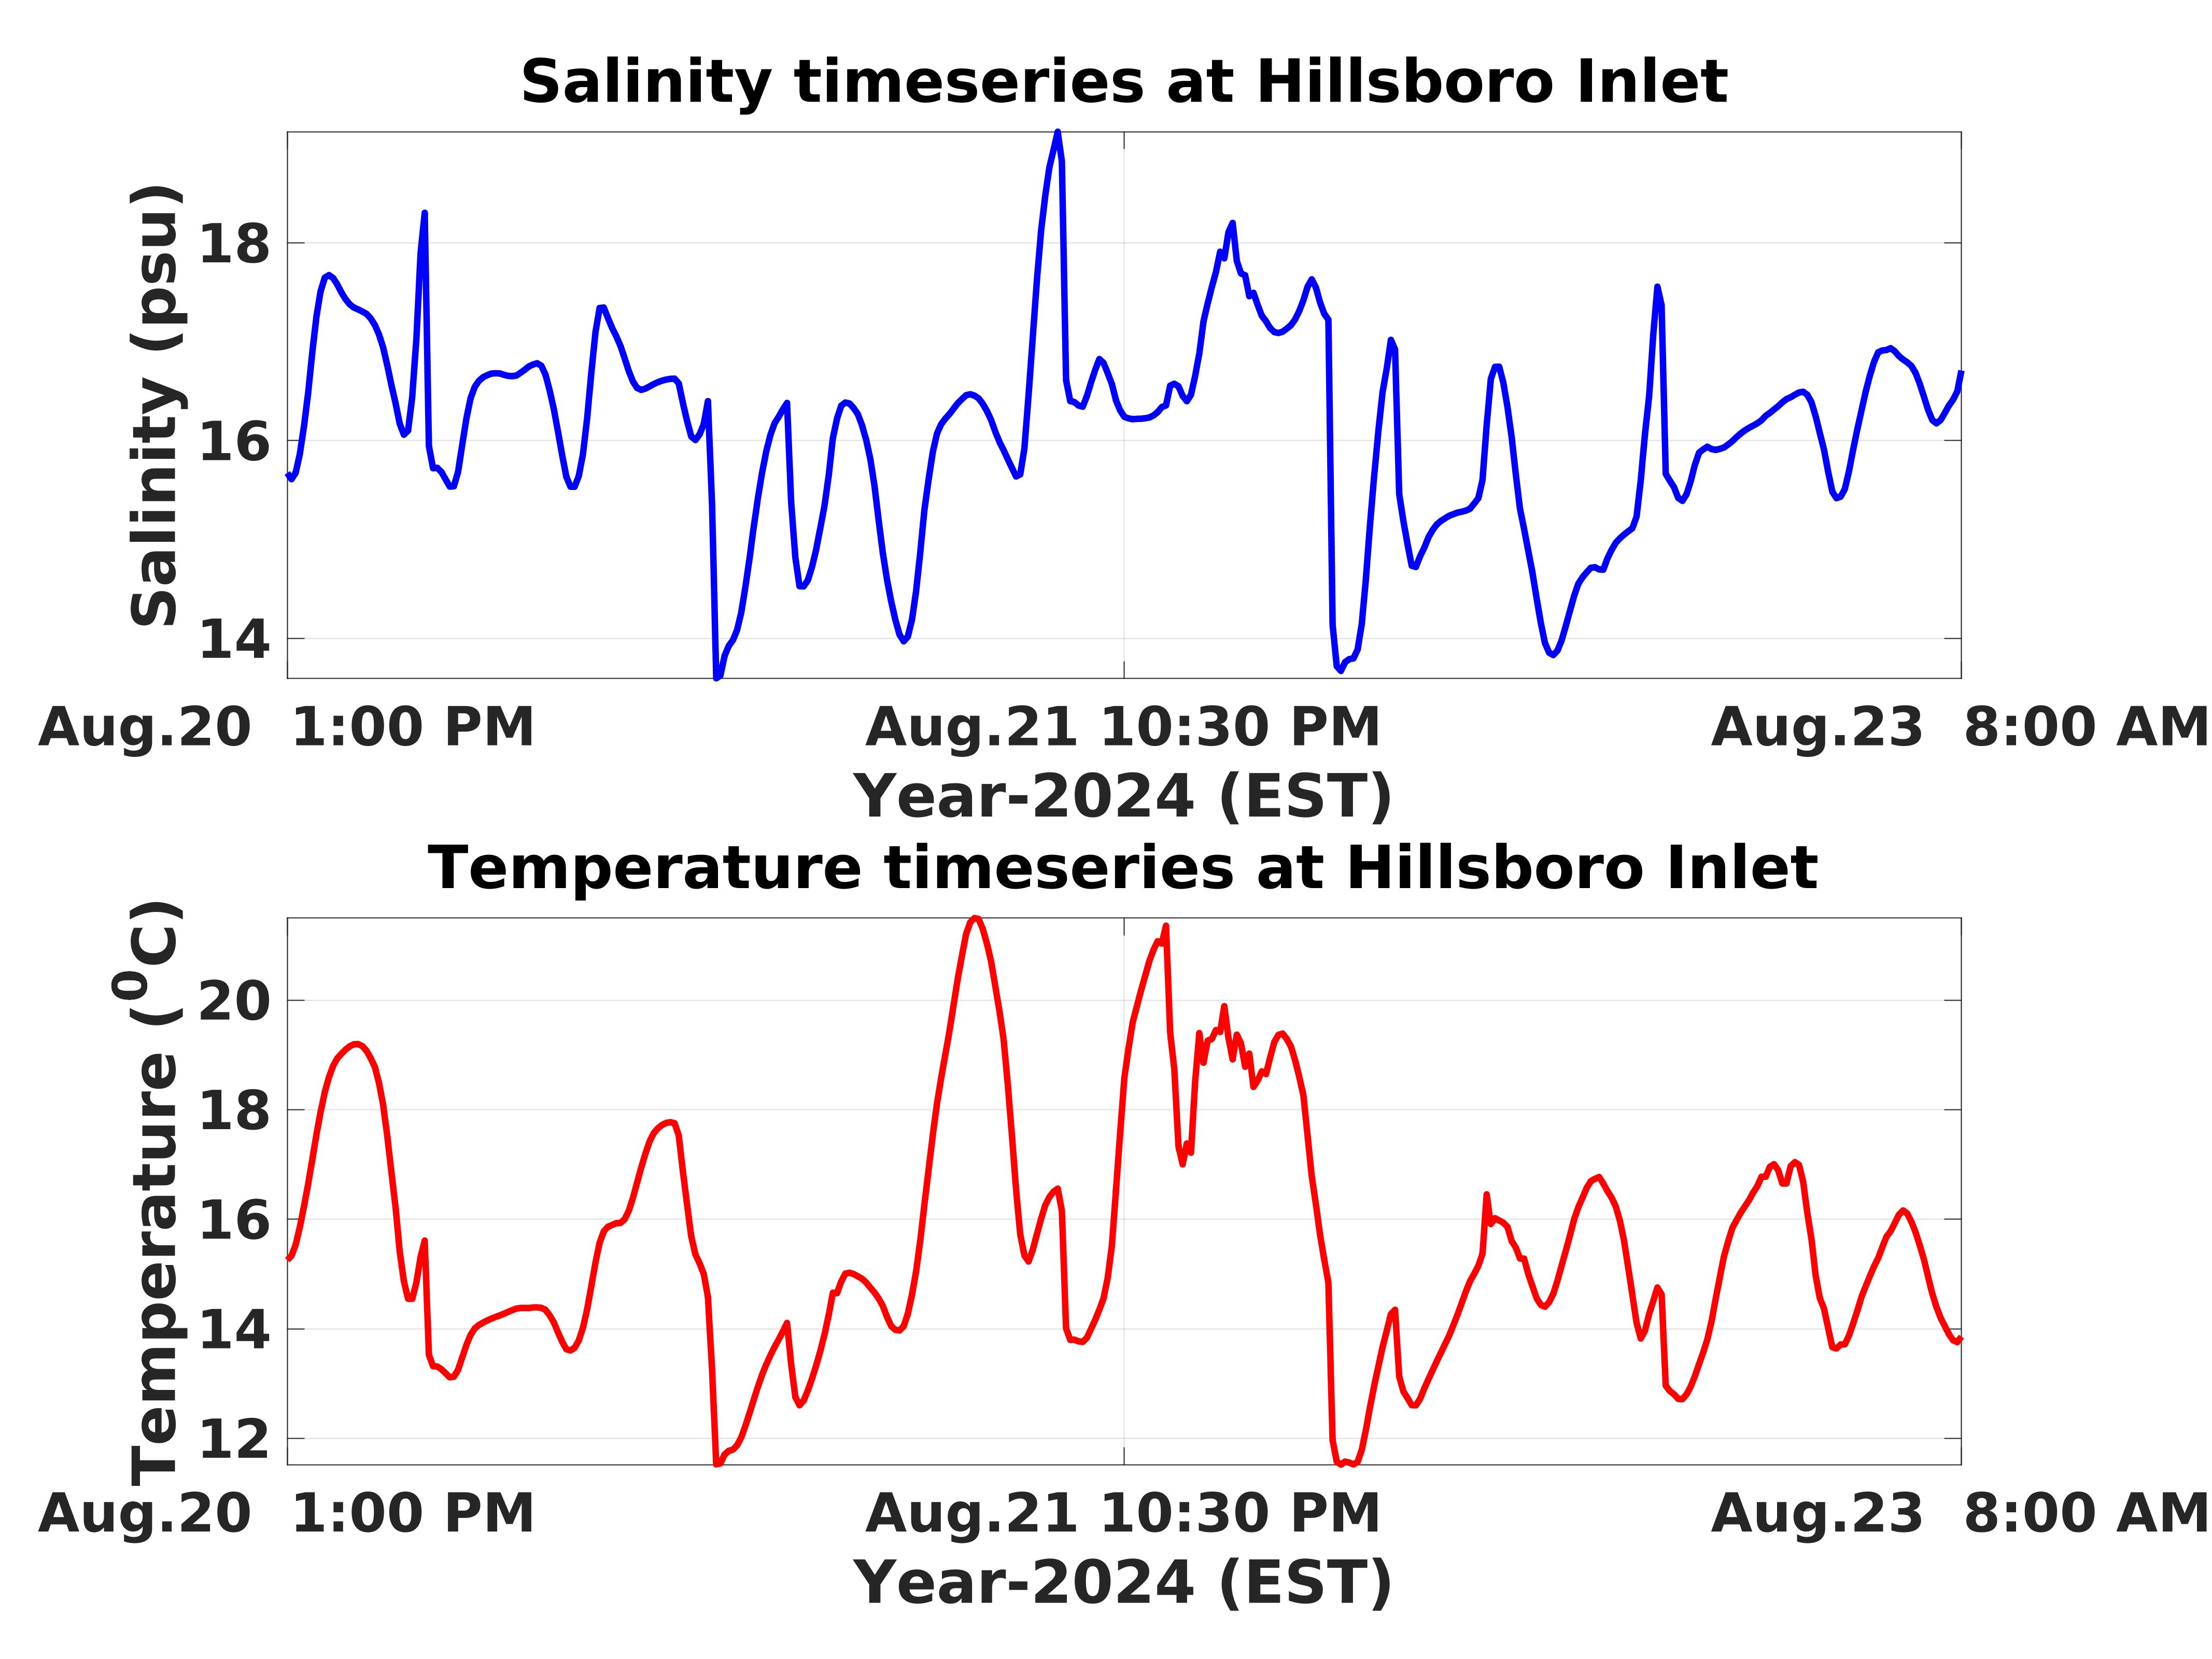 Salinity timeseries at Hillsboro Inlet
Salinity (psu)
18
16
14
Aug.20  1:00 PM
Aug.21 10:30 PM
Aug.23  8:00 AM
Year-2024 (EST)
Temperature timeseries at Hillsboro Inlet
Temperature (⁰C)
20
18
16
14
12
Aug.20  1:00 PM
Aug.21 10:30 PM
Aug.23  8:00 AM
Year-2024 (EST)